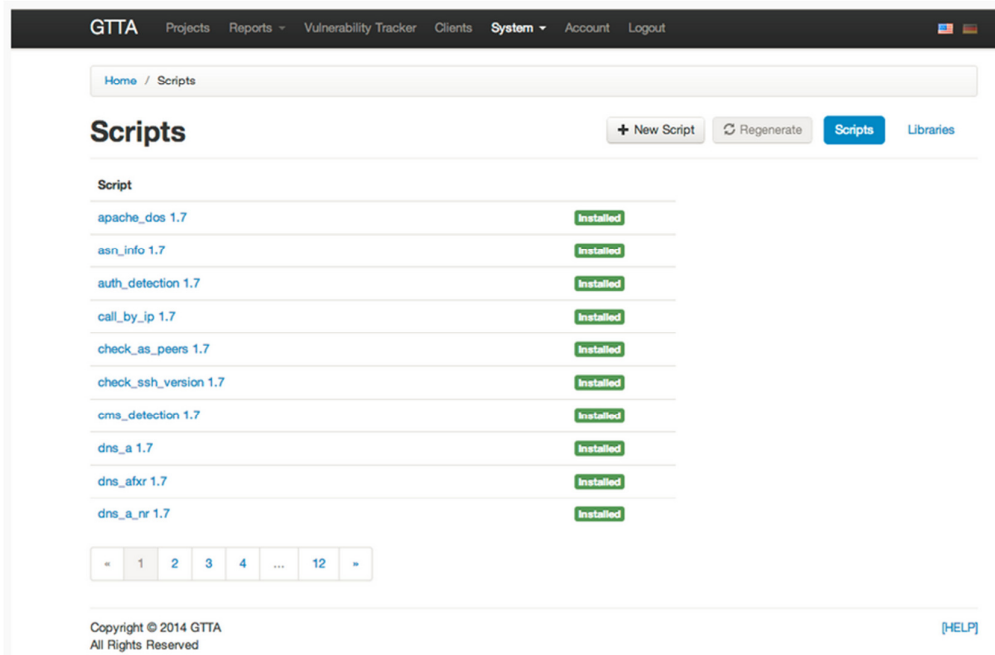 GTTA Projects Reports Vulnerability Tracker Clients System Account Logout
Home / Scripts
Scripts + New Script Regenerate Scripts Libraries
Script
apache_dos 1.7 Installed
asn_info 1.7 Installed
auth_detection 1.7 Installed
call_by_ip 1.7 Installed
check_as_peers 1.7 Installed
check_ssh_version 1.7 Installed
cms_detection 1.7 Installed
dns_a 1.7 Installed
dns_afxr 1.7 Installed
dns_a_nr 1.7 Installed
« 1 2 3 4 ... 12 »
Copyright © 2014 GTTA [HELP]
All Rights Reserved